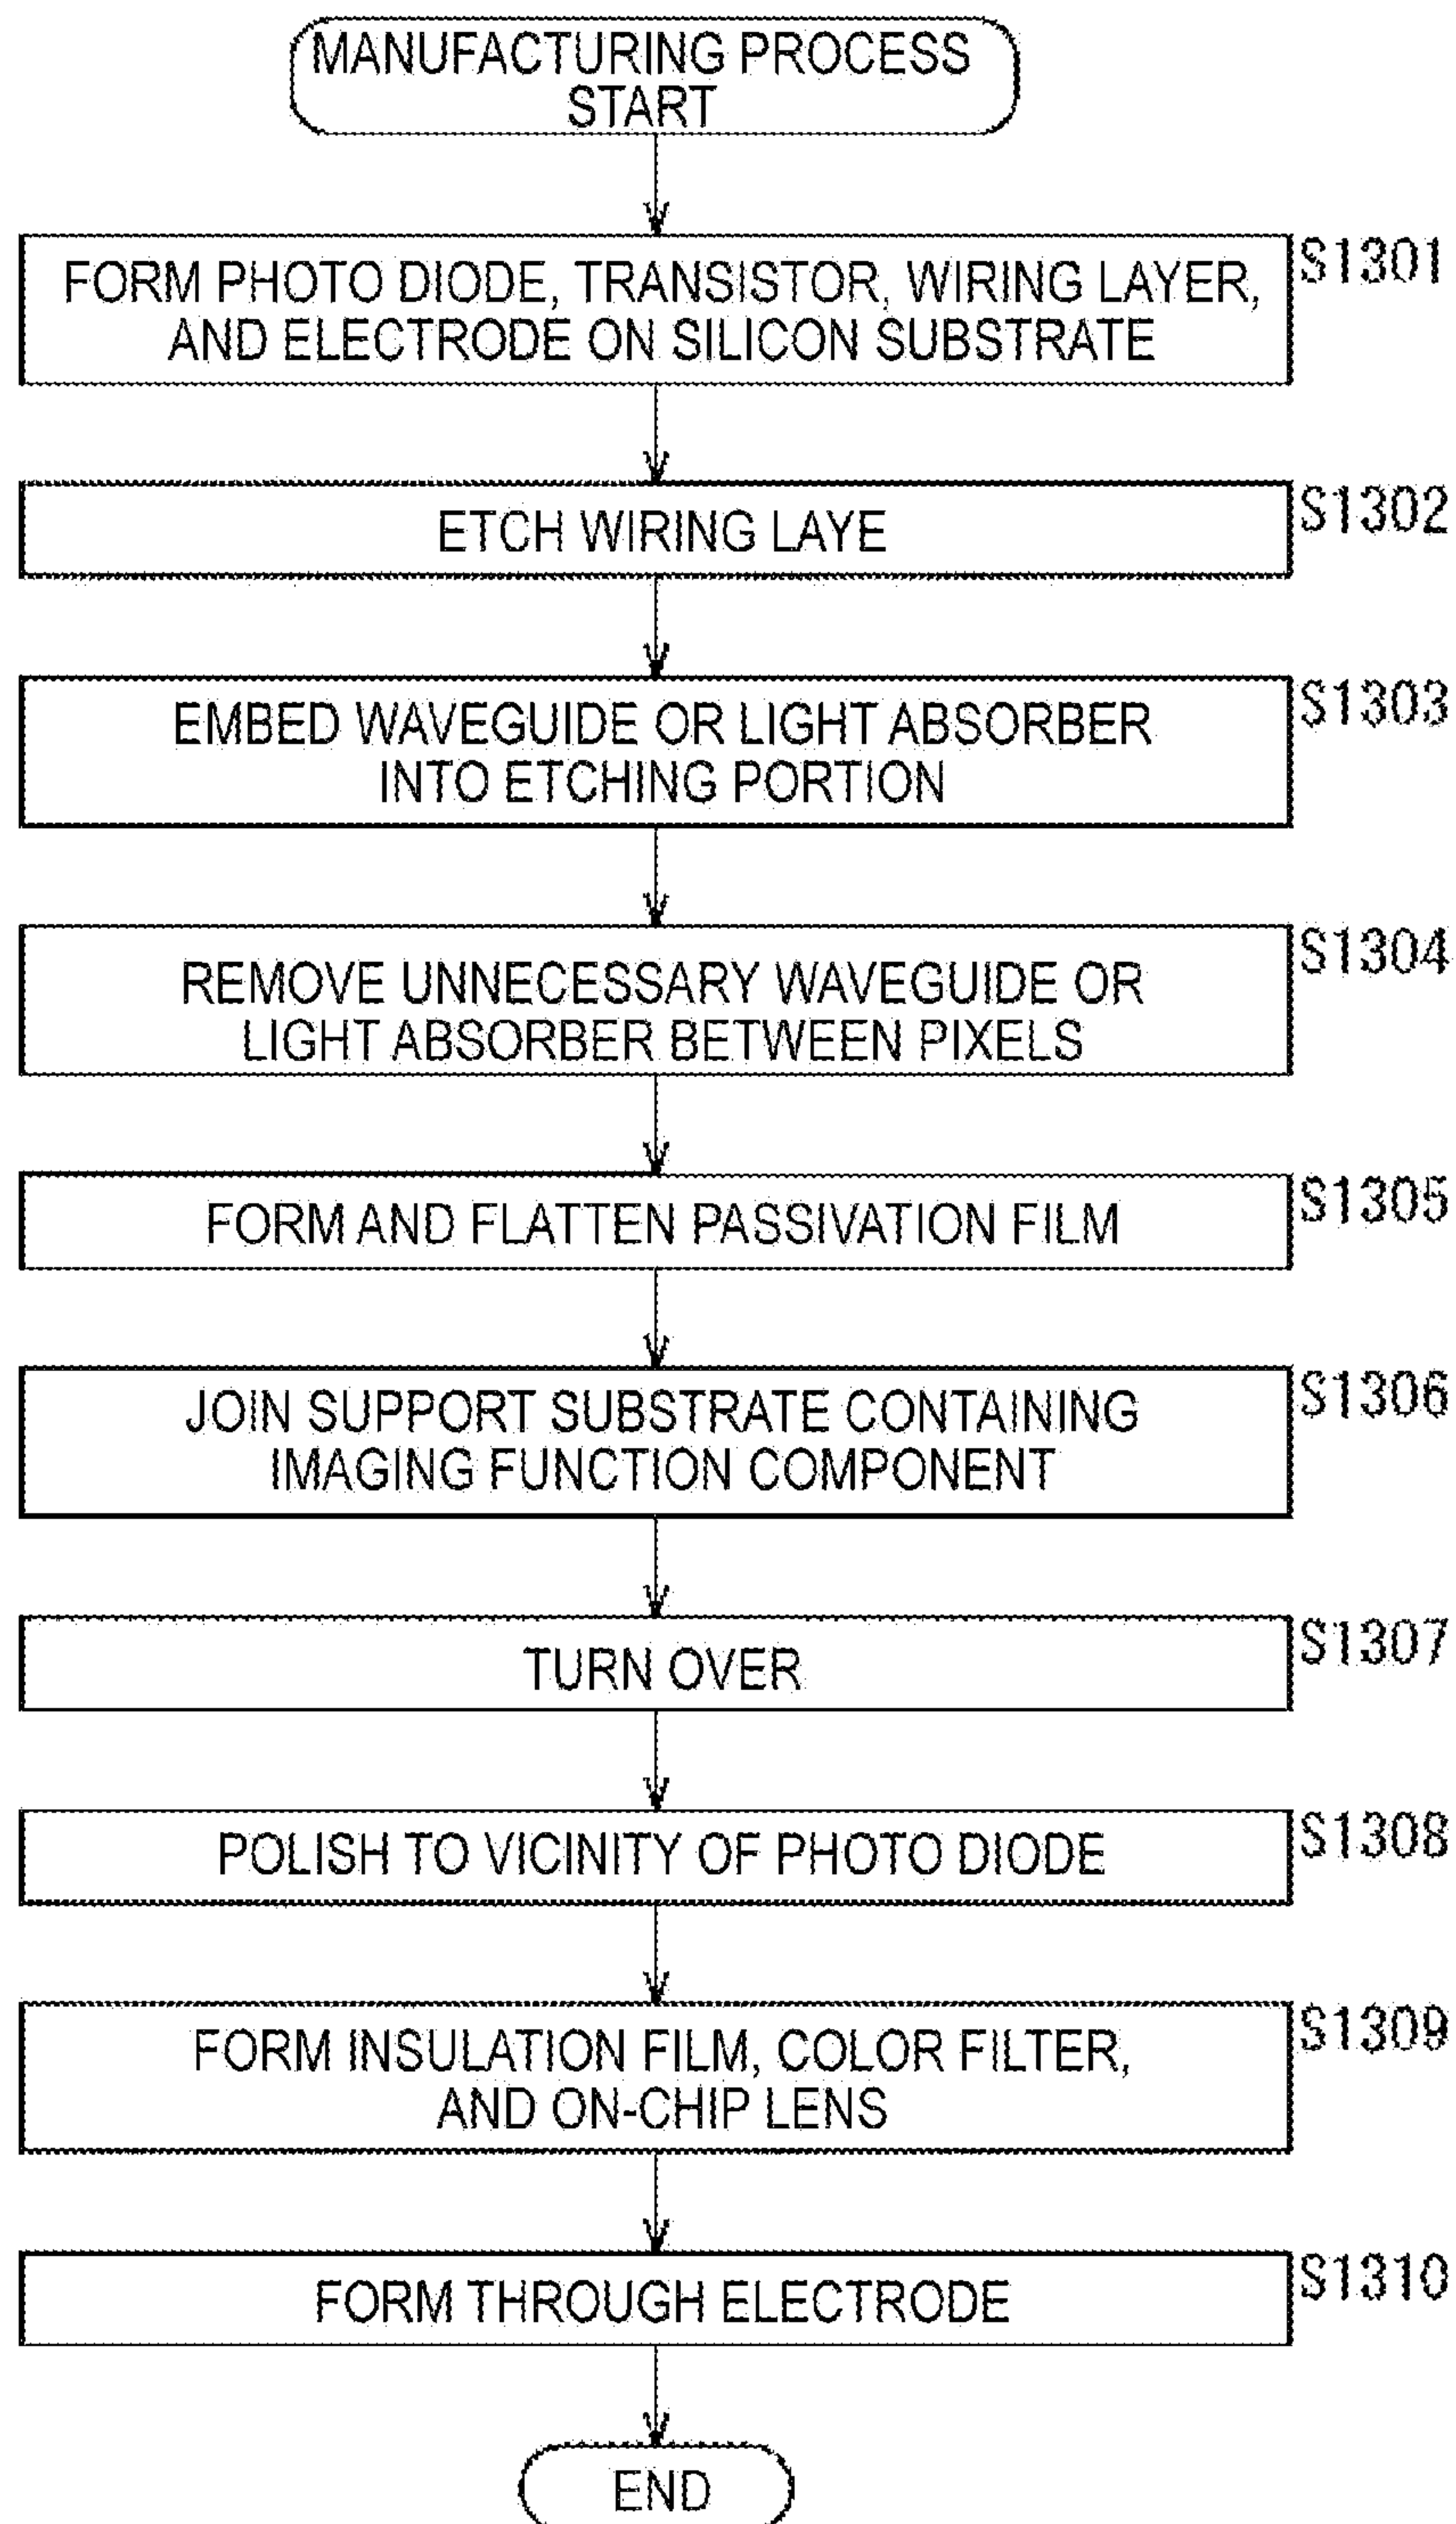 MANUFACTURING PROCESS
START
S1301
FORM PHOTO DIODE, TRANSISTOR, WIRING LAYER,
AND ELECTRODE ON SILICON SUBSTRATE
S1302
ETCH WIRING LAYE
S1303
EMBED WAVEGUIDE OR LIGHT ABSORBER
INTO ETCHING PORTION
S1304
REMOVE UNNECESSARY WAVEGUIDE OR
LIGHT ABSORBER BETWEEN PIXELS
S1305
FORM AND FLATTEN PASSIVATION FILM
S1306
JOIN SUPPORT SUBSTRATE CONTAINING
IMAGING FUNCTION COMPONENT
S1307
TURN OVER
S1308
POLISH TO VICINITY OF PHOTO DIODE
S1309
FORM INSULATION FILM, COLOR FILTER,
AND ON-CHIP LENS
S1310
FORM THROUGH ELECTRODE
END